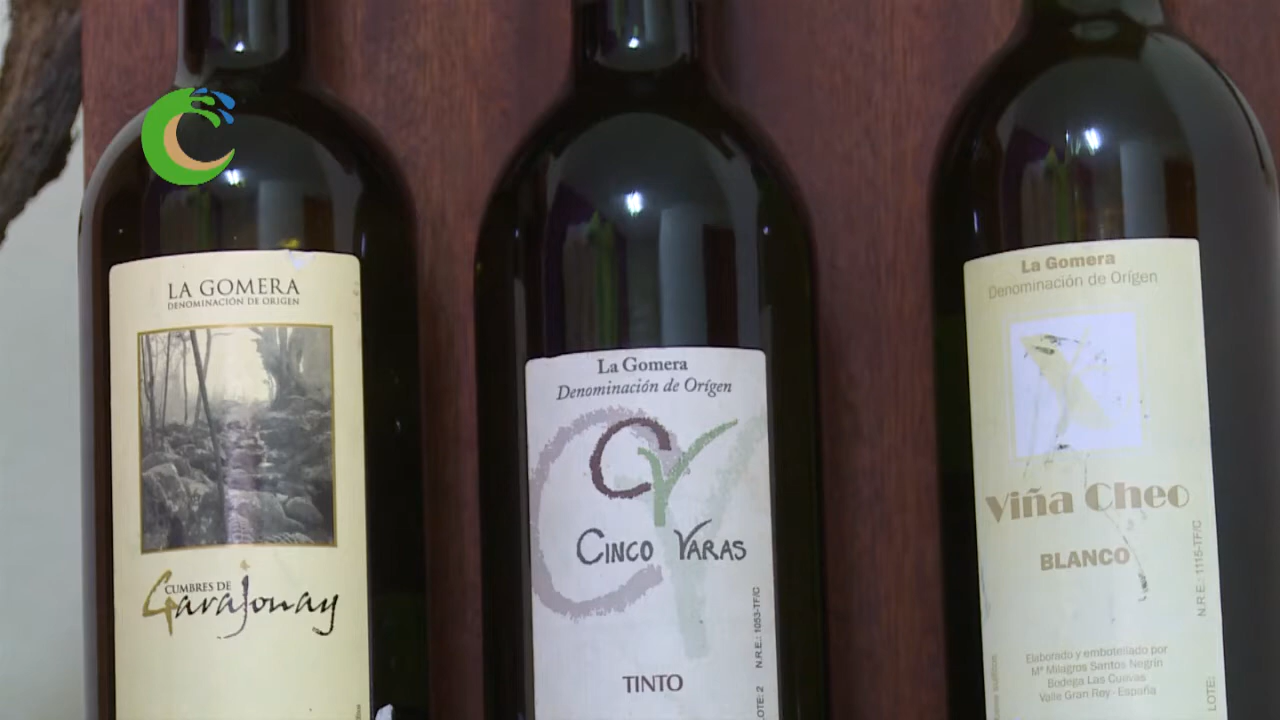 LA GOMERA
DENOMINACIÓN DE ORIGEN
CUMBRES DE
Garajonay
La Gomera
Denominación de Orígen
CY
CINCO VARAS
TINTO
LOTE: 2 N.R.E.: 1053-TF/C
La Gomera
Denominación de Orígen
Viña Cheo
BLANCO
Elaborado y embotellado por
Mª Milagros Santos Negrín
Bodega Las Cuevas
Valle Gran Rey - España
LOTE: N.R.E.: 1115-TF/C